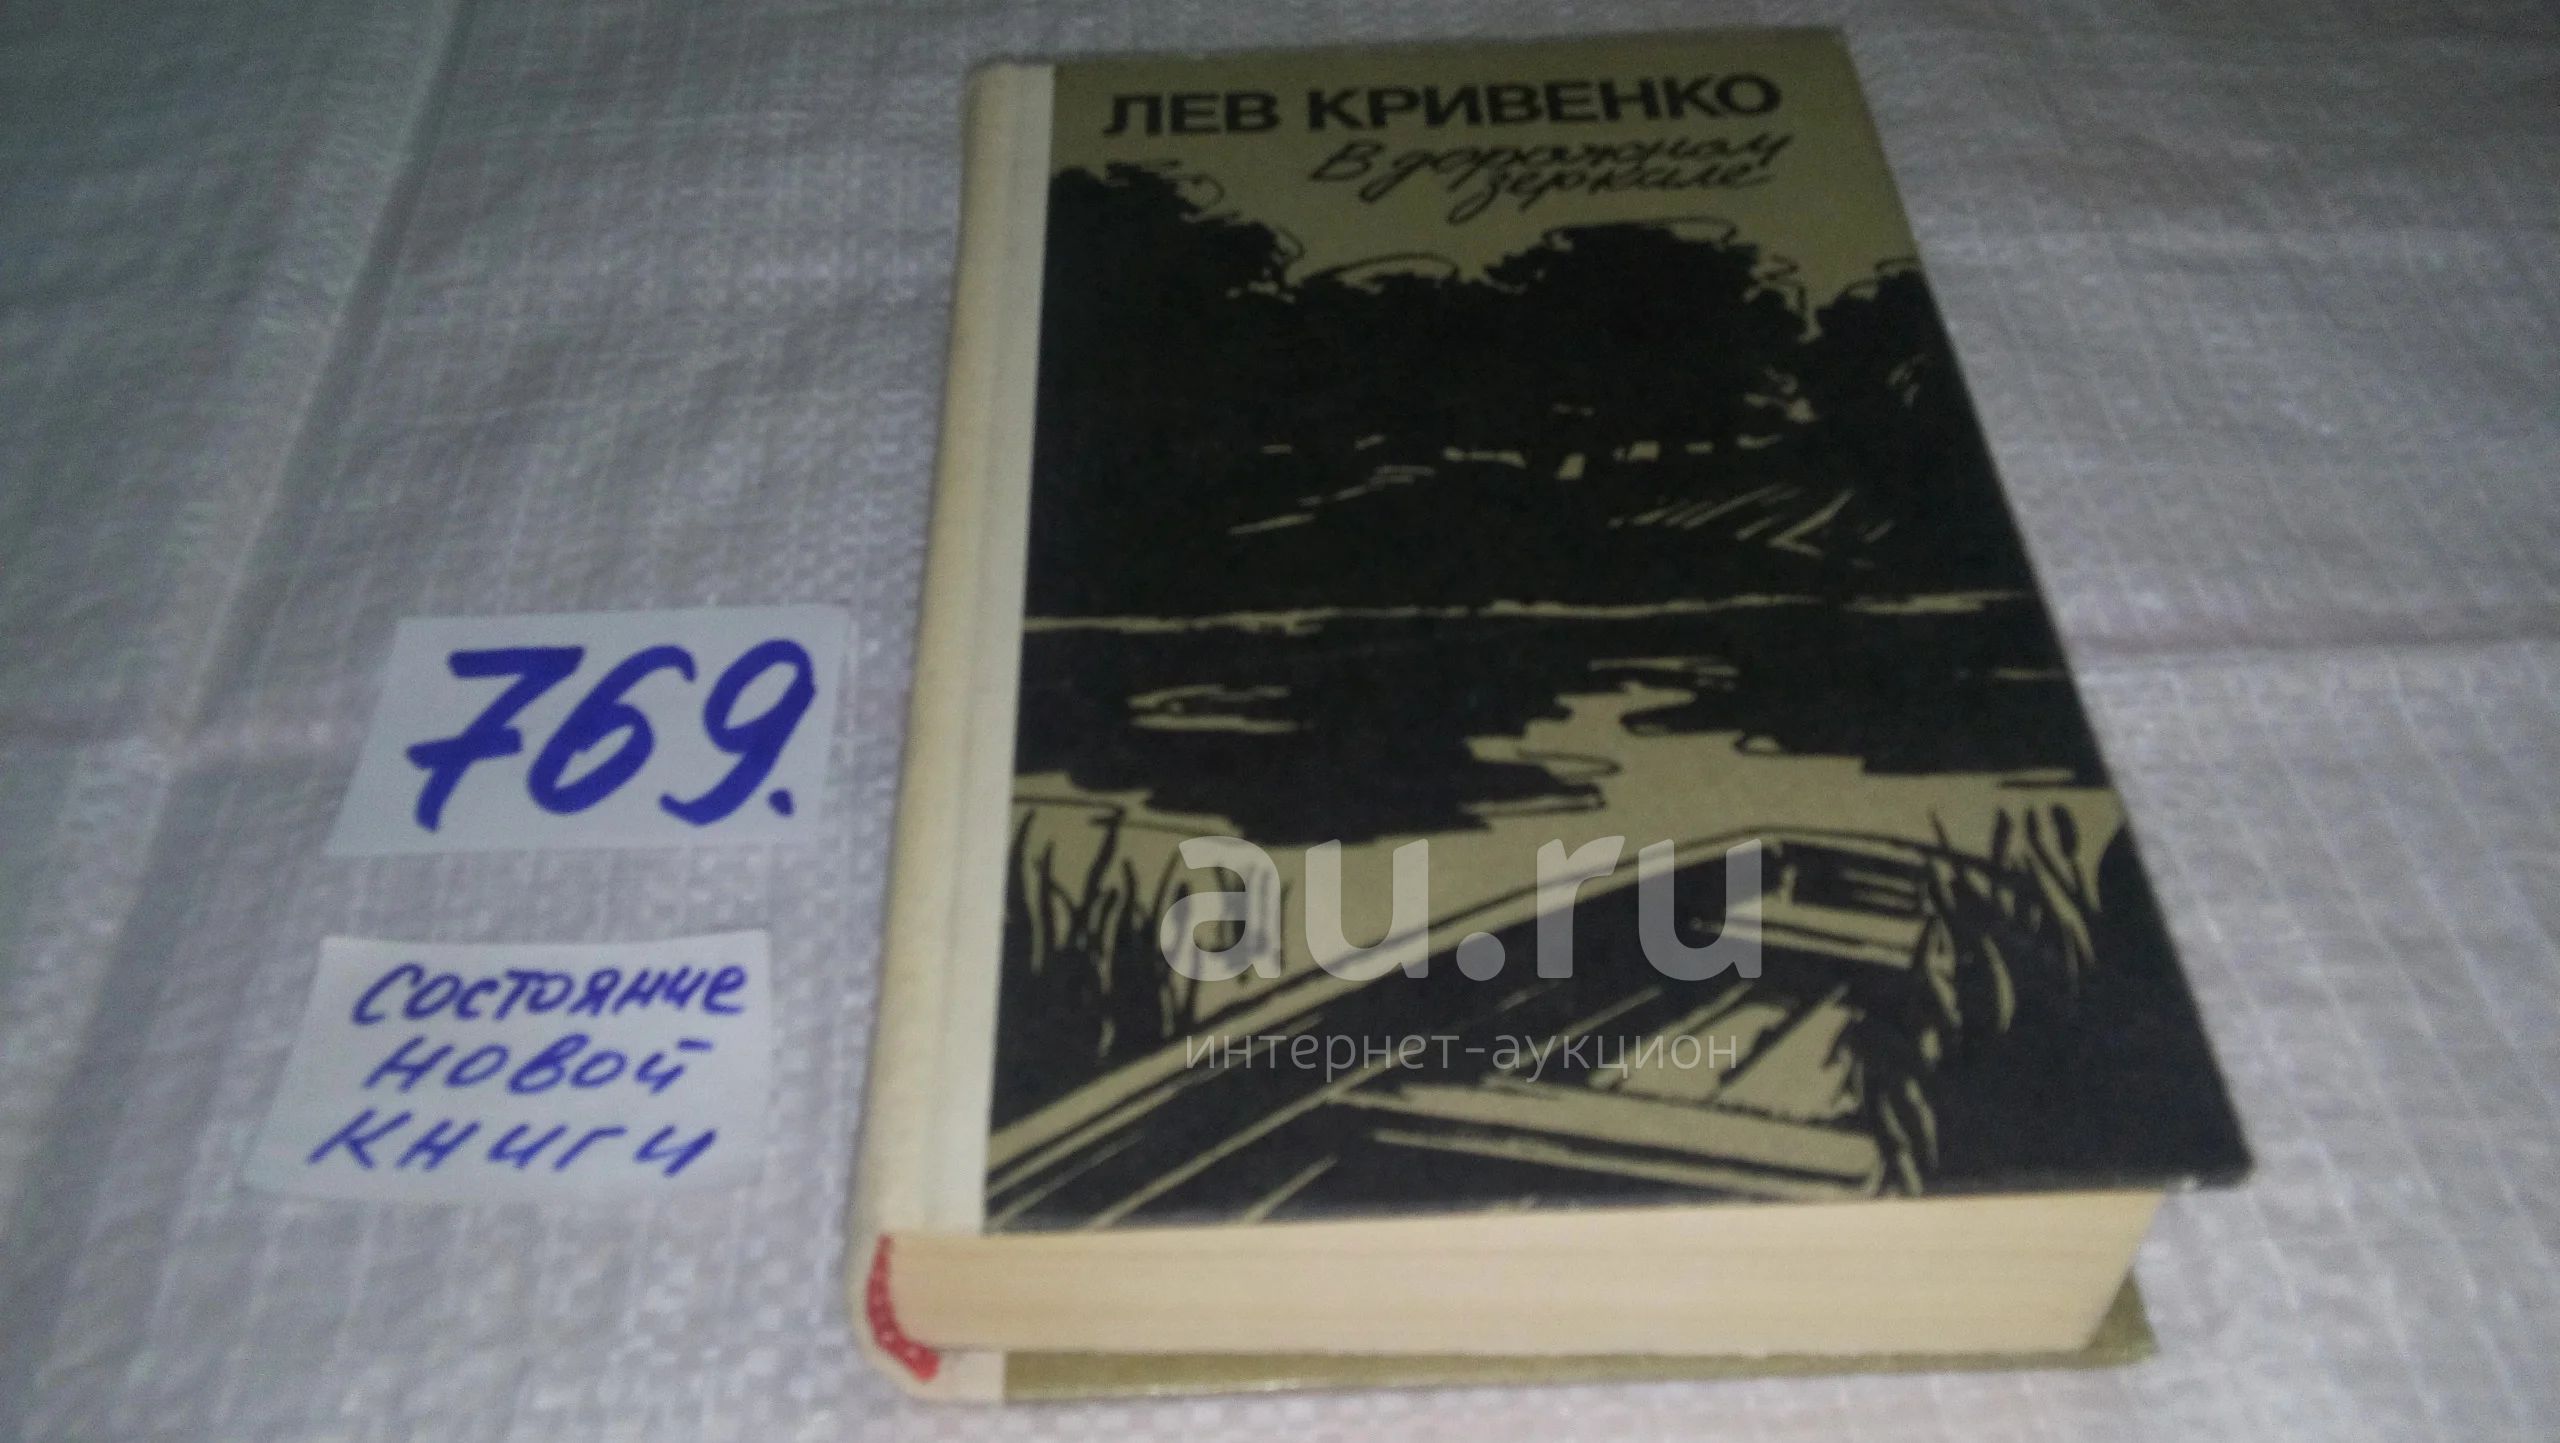 ЛЕВ КРИВЕНКО
В дорожном
зеркале
769.
состояние
новой
книги
au.ru
интернет-аукцион